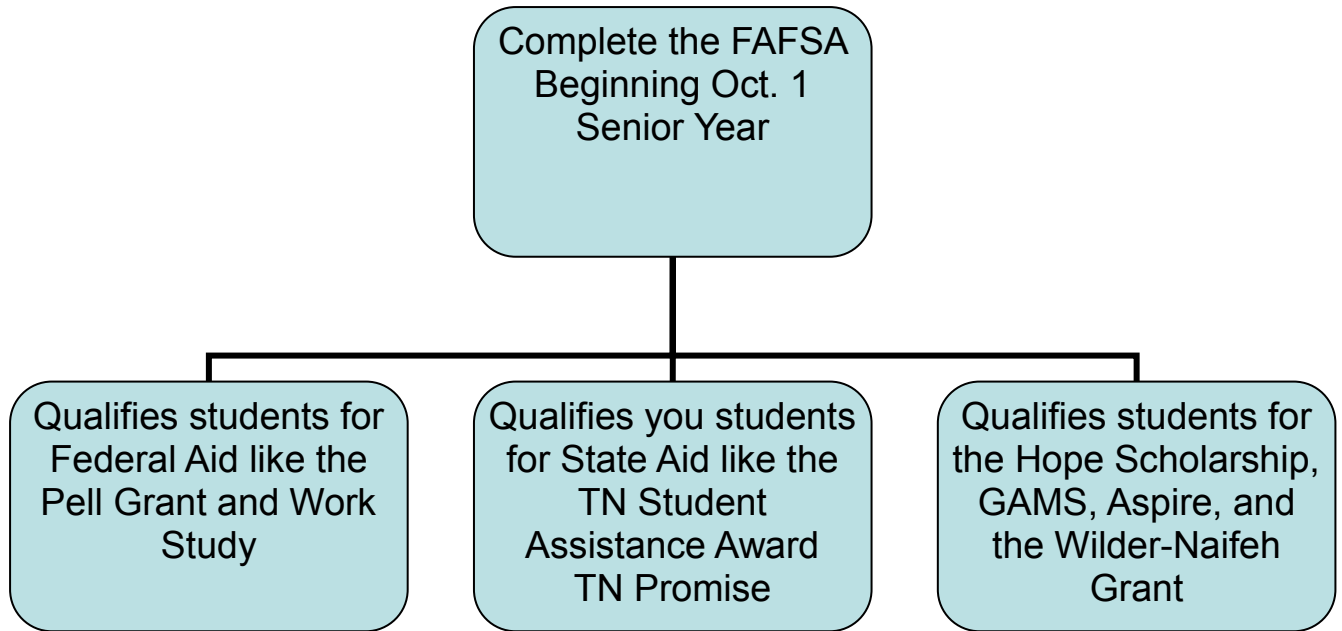 Complete the FAFSA
Beginning Oct. 1
Senior Year
Qualifies students for
Federal Aid like the
Pell Grant and Work
Study
Qualifies you students
for State Aid like the
TN Student
Assistance Award
TN Promise
Qualifies students for
the Hope Scholarship,
GAMS, Aspire, and
the Wilder-Naifeh
Grant